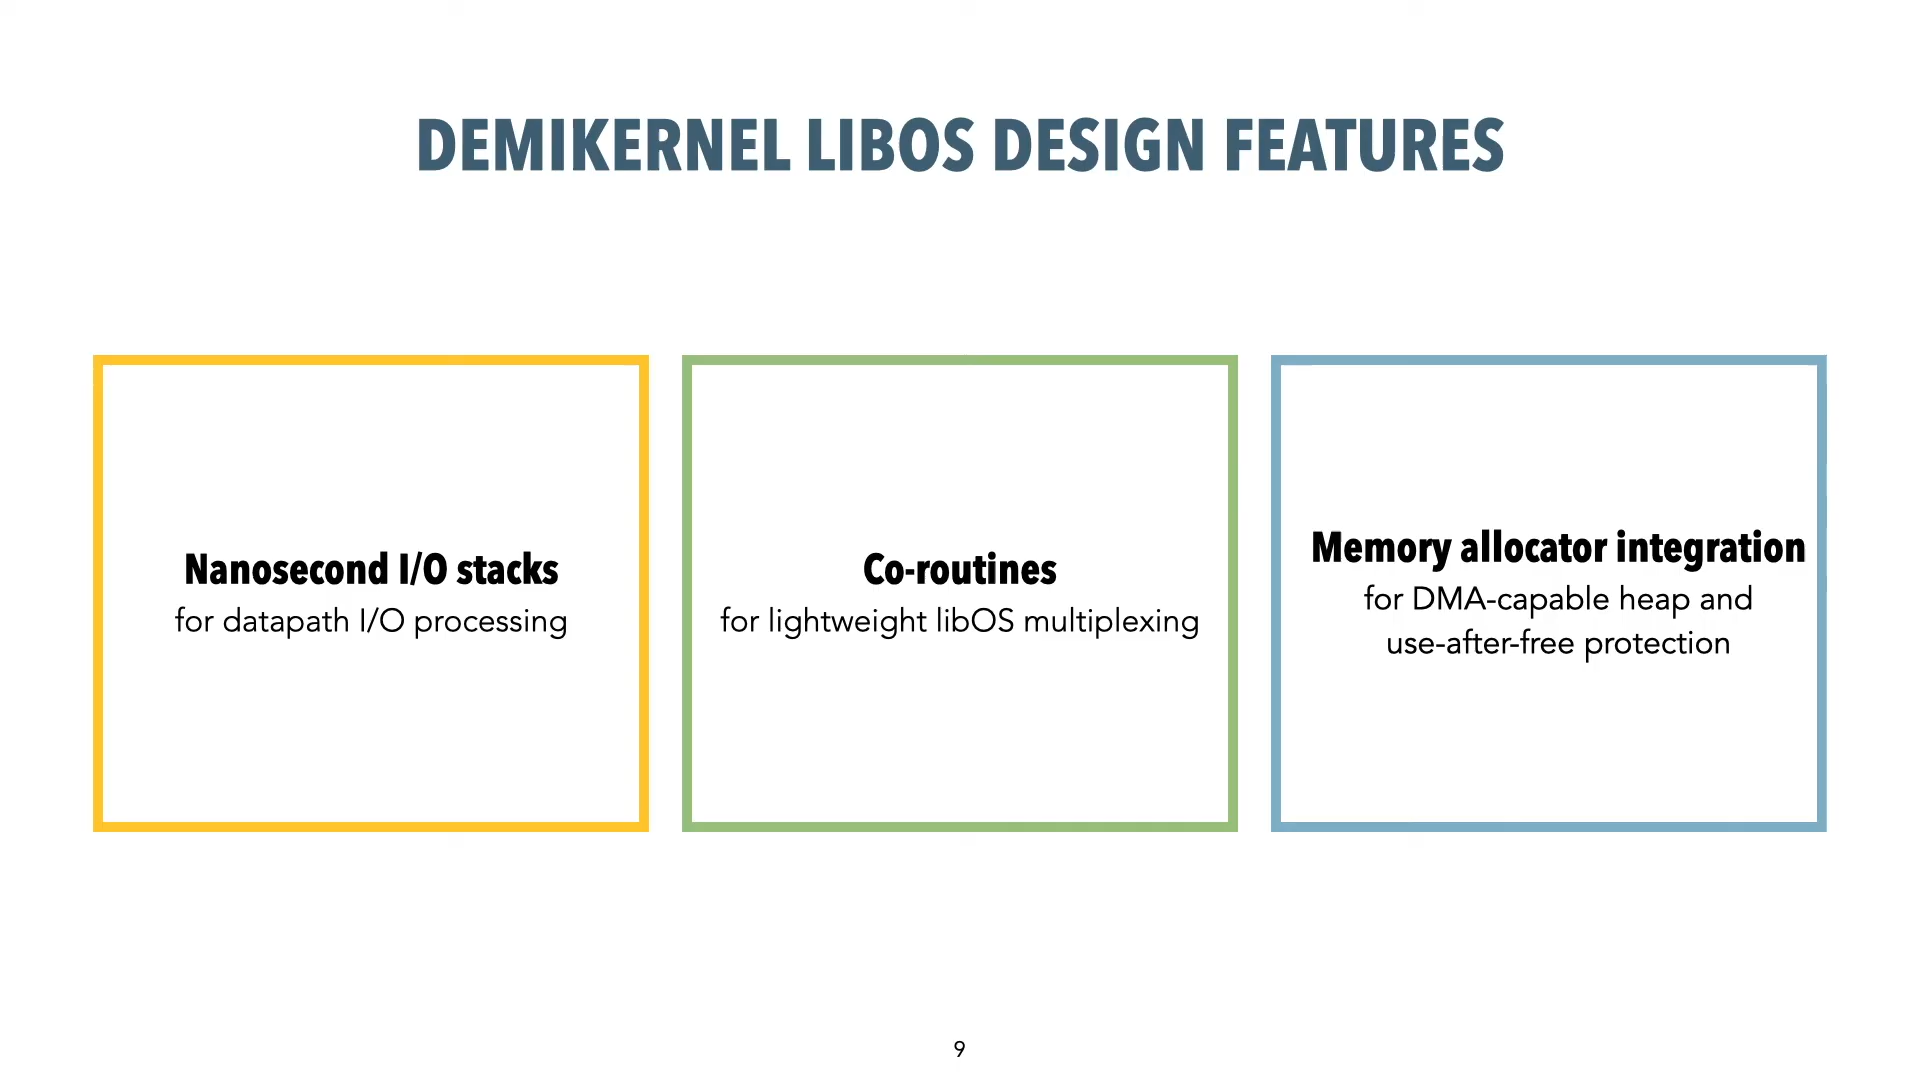 DEMIKERNEL LIBOS DESIGN FEATURES
Nanosecond I/O stacks
for datapath I/O processing
Co-routines
for lightweight libOS multiplexing
Memory allocator integration
for DMA-capable heap and
use-after-free protection
9